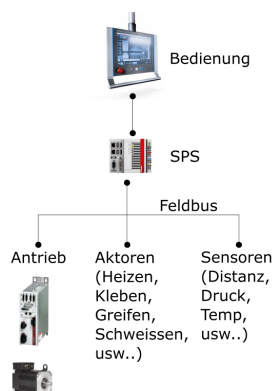 Bedienung
SPS
Feldbus
Antrieb
Aktoren
(Heizen,
Kleben,
Greifen,
Schweissen,
usw..)
Sensoren
(Distanz,
Druck,
Temp,
usw..)